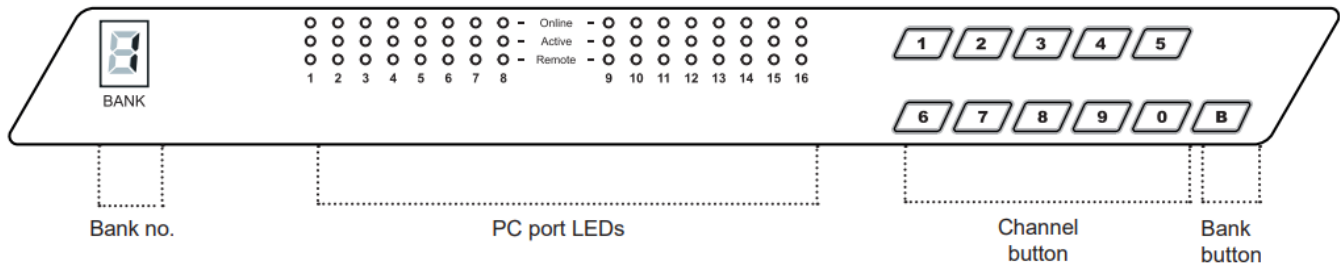 1
BANK
- Online -
- Active -
- Remote -
1 2 3 4 5 6 7 8 9 10 11 12 13 14 15 16
1 2 3 4 5
6 7 8 9 0 B
Bank no.
PC port LEDs
Channel
button
Bank
button